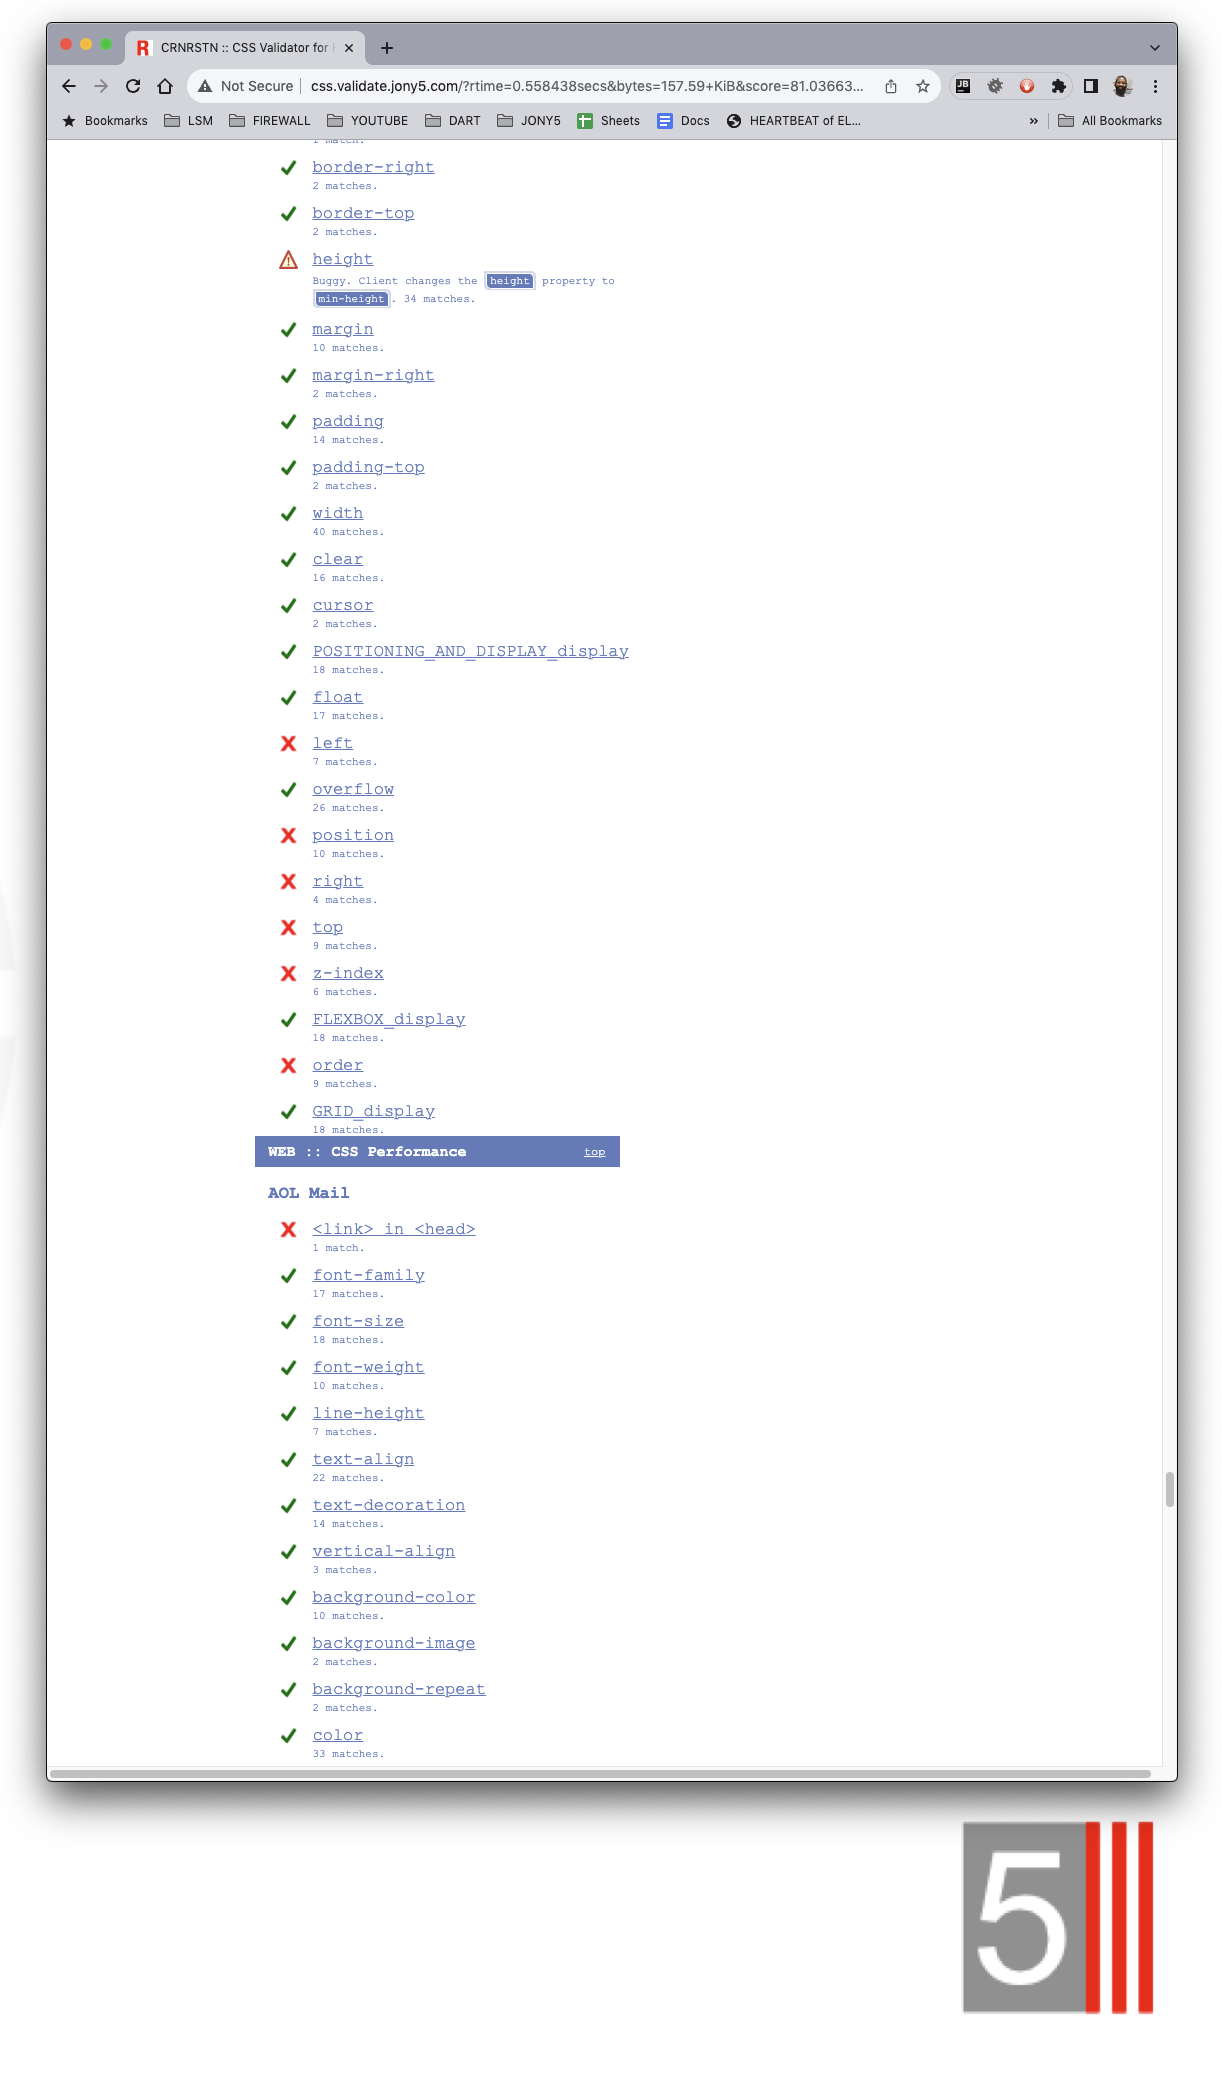 CRNRSTN :: CSS Validator for
Not Secure
css.validate.jony5.com/?rtime=0.558438secs&bytes=157.59+KiB&score=81.03663...
Bookmarks
LSM
FIREWALL
YOUTUBE
DART
JONY5
Sheets
Docs
HEARTBEAT of EL...
»
All Bookmarks
1 match.
border-right
2 matches.
border-top
2 matches.
height
Buggy. Client changes the height property to
min-height. 34 matches.
margin
10 matches.
margin-right
2 matches.
padding
14 matches.
padding-top
2 matches.
width
40 matches.
clear
16 matches.
cursor
2 matches.
POSITIONING_AND_DISPLAY_display
18 matches.
float
17 matches.
left
7 matches.
overflow
26 matches.
position
10 matches.
right
4 matches.
top
9 matches.
z-index
6 matches.
FLEXBOX_display
18 matches.
order
9 matches.
GRID_display
18 matches.
WEB :: CSS Performance top
AOL Mail
<link> in <head>
1 match.
font-family
17 matches.
font-size
18 matches.
font-weight
10 matches.
line-height
7 matches.
text-align
22 matches.
text-decoration
14 matches.
vertical-align
3 matches.
background-color
10 matches.
background-image
2 matches.
background-repeat
2 matches.
color
33 matches.
5